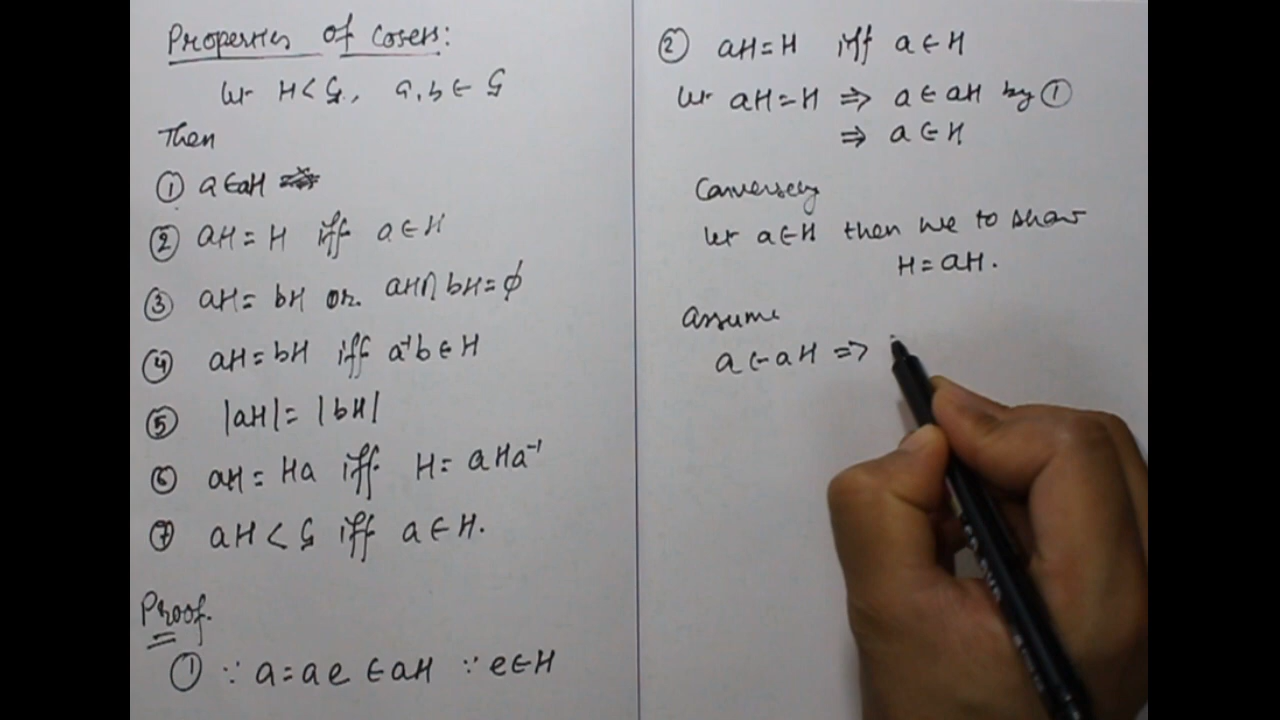 Properties of Cosets:
let H < G, a, b ∈ G
Then
① a ∈ aH
② aH = H iff a ∈ H
③ aH = bH or aH ∩ bH = ϕ
④ aH = bH iff a⁻¹b ∈ H
⑤ |aH| = |bH|
⑥ aH = Ha iff H = aHa⁻¹
⑦ aH < G iff a ∈ H.
Proof.
① ∵ a = ae ∈ aH ∵ e ∈ H
② aH = H iff a ∈ H
let aH = H ⇒ a ∈ aH by ①
⇒ a ∈ H
Conversely
let a ∈ H then we to show
H = aH.
Assume
a ∈ aH ⇒